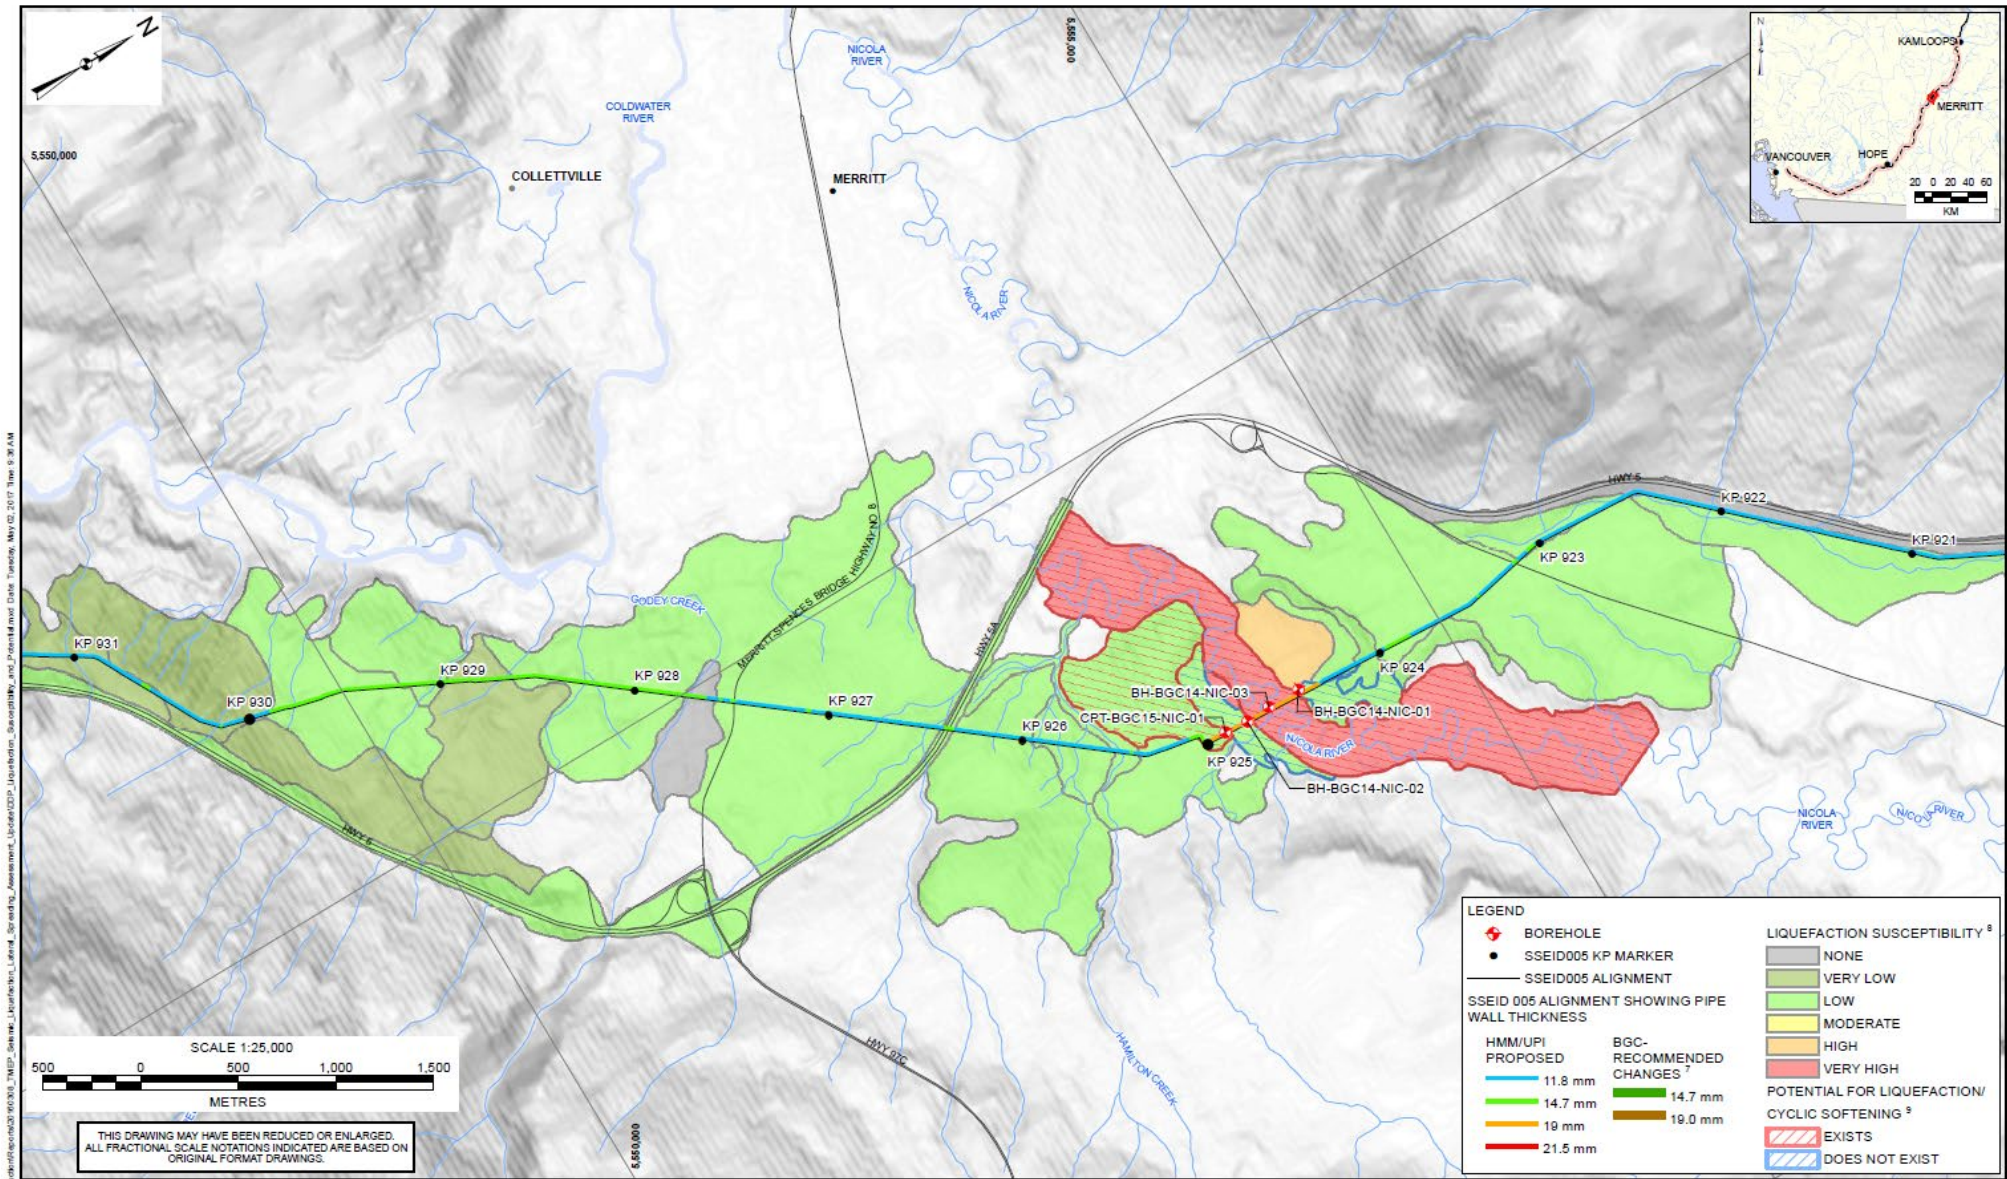 N
NICOLA
RIVER
5,555,000
N
KAMLOOPS
MERRITT
VANCOUVER
HOPE
20 0 20 40 60
KM
COLDWATER
RIVER
5,550,000
COLLETTVILLE
MERRITT
NICOLA RIVER
HWY 5
KP 922
KP 921
KP 923
MERRITT-SPENCES BRIDGE HIGHWAY NO. 8
GODEY CREEK
HWY 5A
KP 931
KP 930
KP 929
KP 928
KP 927
KP 926
KP 925
KP 924
BH-BGC14-NIC-03
BH-BGC14-NIC-01
CPT-BGC15-NIC-01
NICOLA RIVER
BH-BGC14-NIC-02
NICOLA
RIVER
NICOLA RIVER
HWY 5
HWY 97C
HAMILTON CREEK
5,550,000
SCALE 1:25,000
500 0 500 1,000 1,500
METRES
THIS DRAWING MAY HAVE BEEN REDUCED OR ENLARGED.
ALL FRACTIONAL SCALE NOTATIONS INDICATED ARE BASED ON
ORIGINAL FORMAT DRAWINGS.
LEGEND
BOREHOLE
SSEID005 KP MARKER
SSEID005 ALIGNMENT
SSEID 005 ALIGNMENT SHOWING PIPE
WALL THICKNESS
HMM/UPI
PROPOSED
11.8 mm
14.7 mm
19 mm
21.5 mm
BGC-
RECOMMENDED
CHANGES 7
14.7 mm
19.0 mm
LIQUEFACTION SUSCEPTIBILITY 8
NONE
VERY LOW
LOW
MODERATE
HIGH
VERY HIGH
POTENTIAL FOR LIQUEFACTION/
CYCLIC SOFTENING 9
EXISTS
DOES NOT EXIST
Date: Tuesday, May 02, 2017 Time: 9:36 AM